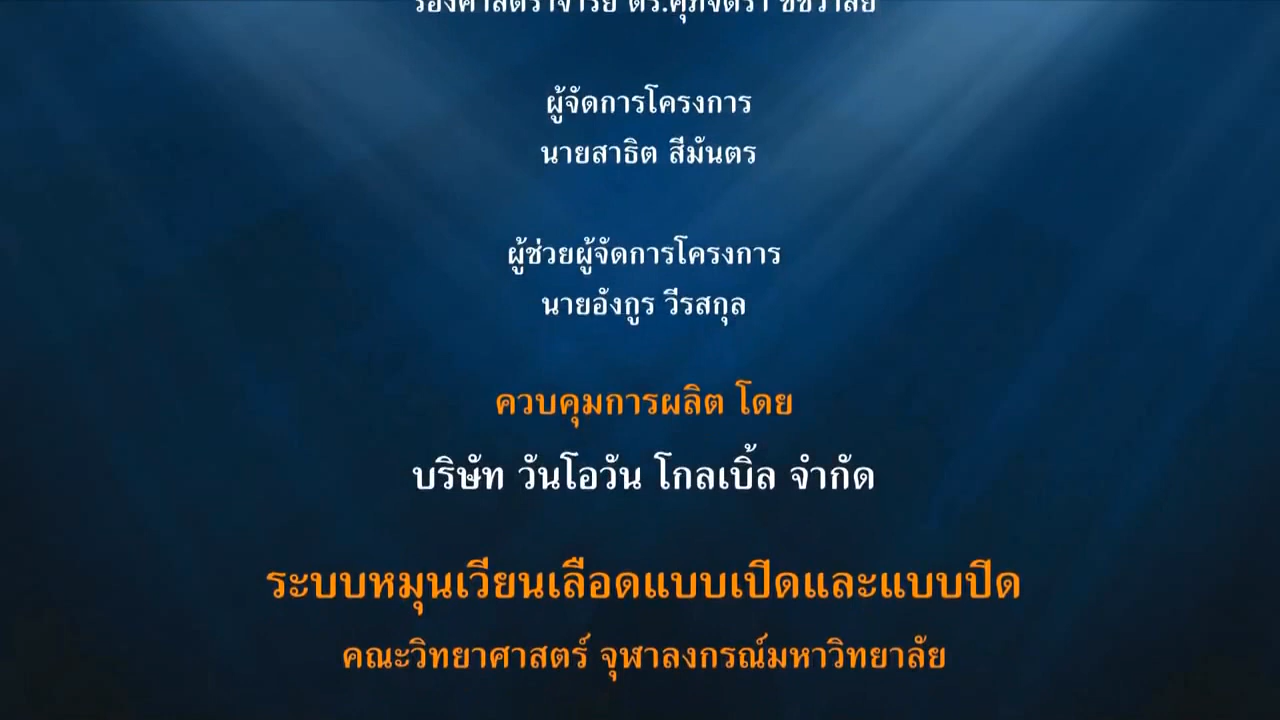 ผู้จัดการโครงการ
นายสาธิต สีมันตร
ผู้ช่วยผู้จัดการโครงการ
นายอังกูร วีรสกุล
ควบคุมการผลิต โดย
บริษัท วันโอวัน โกลเบิ้ล จำกัด
ระบบหมุนเวียนเลือดแบบเปิดและแบบปิด
คณะวิทยาศาสตร์ จุฬาลงกรณ์มหาวิทยาลัย